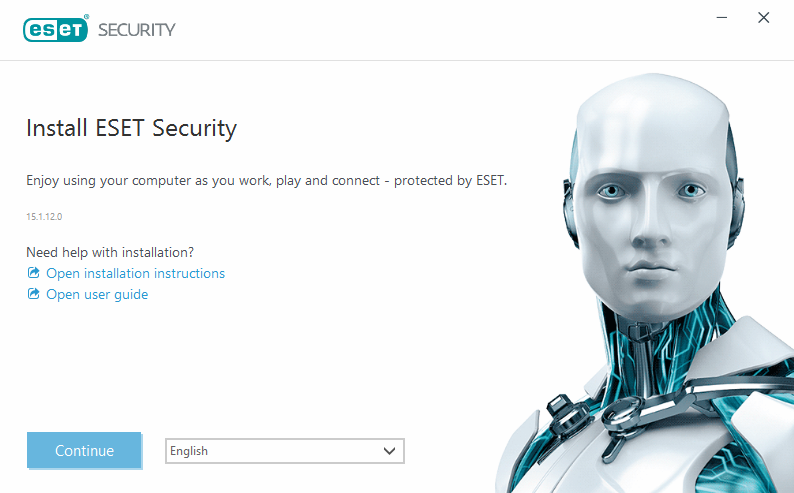 eset® SECURITY
Install ESET Security
Enjoy using your computer as you work, play and connect - protected by ESET.
15.1.12.0
Need help with installation?
Open installation instructions
Open user guide
Continue
English